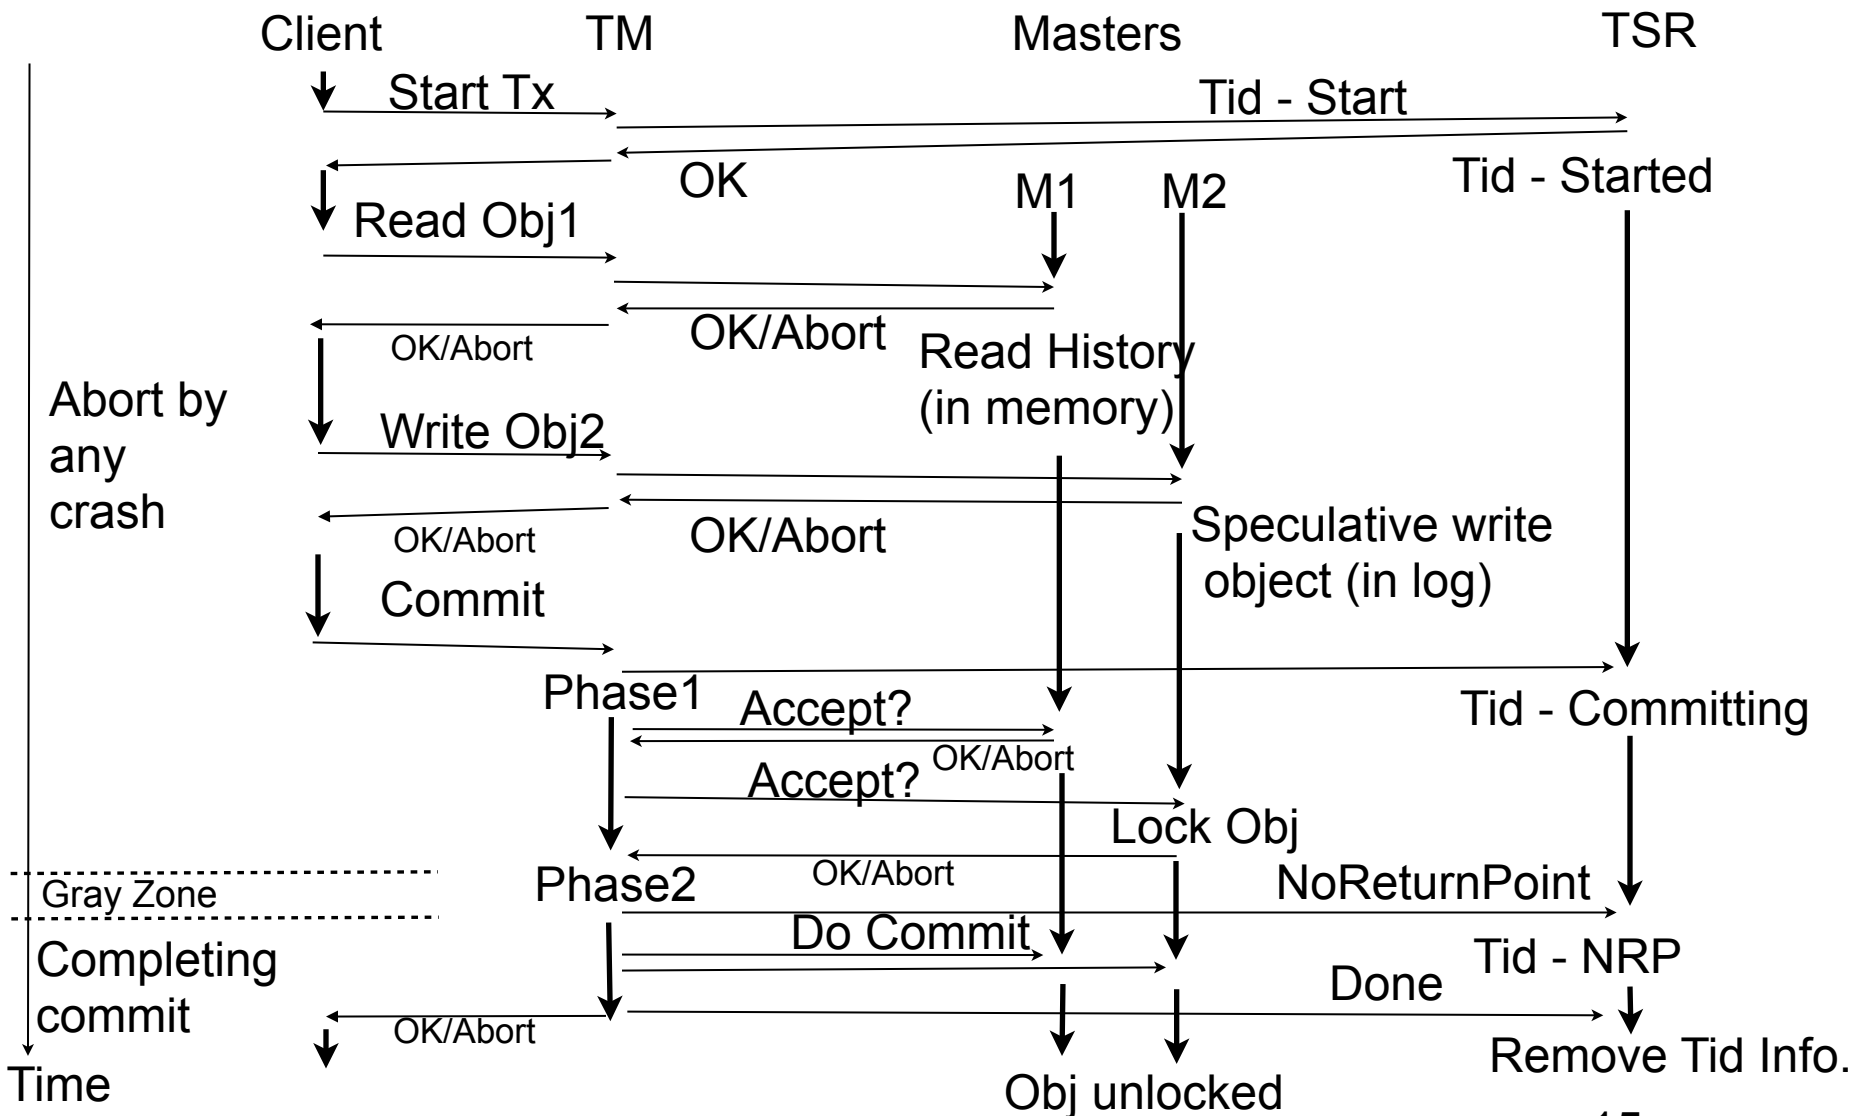 Client
TM
Masters
TSR
Start Tx
Tid - Start
OK
M1
M2
Tid - Started
Read Obj1
OK/Abort
OK/Abort
Read History
(in memory)
Abort by
any
crash
Write Obj2
OK/Abort
OK/Abort
Speculative write
object (in log)
Commit
Phase1
Accept?
Tid - Committing
OK/Abort
Accept?
Lock Obj
OK/Abort
Gray Zone
Phase2
NoReturnPoint
Do Commit
Completing
commit
Tid - NRP
Done
OK/Abort
Remove Tid Info.
Time
Obj unlocked